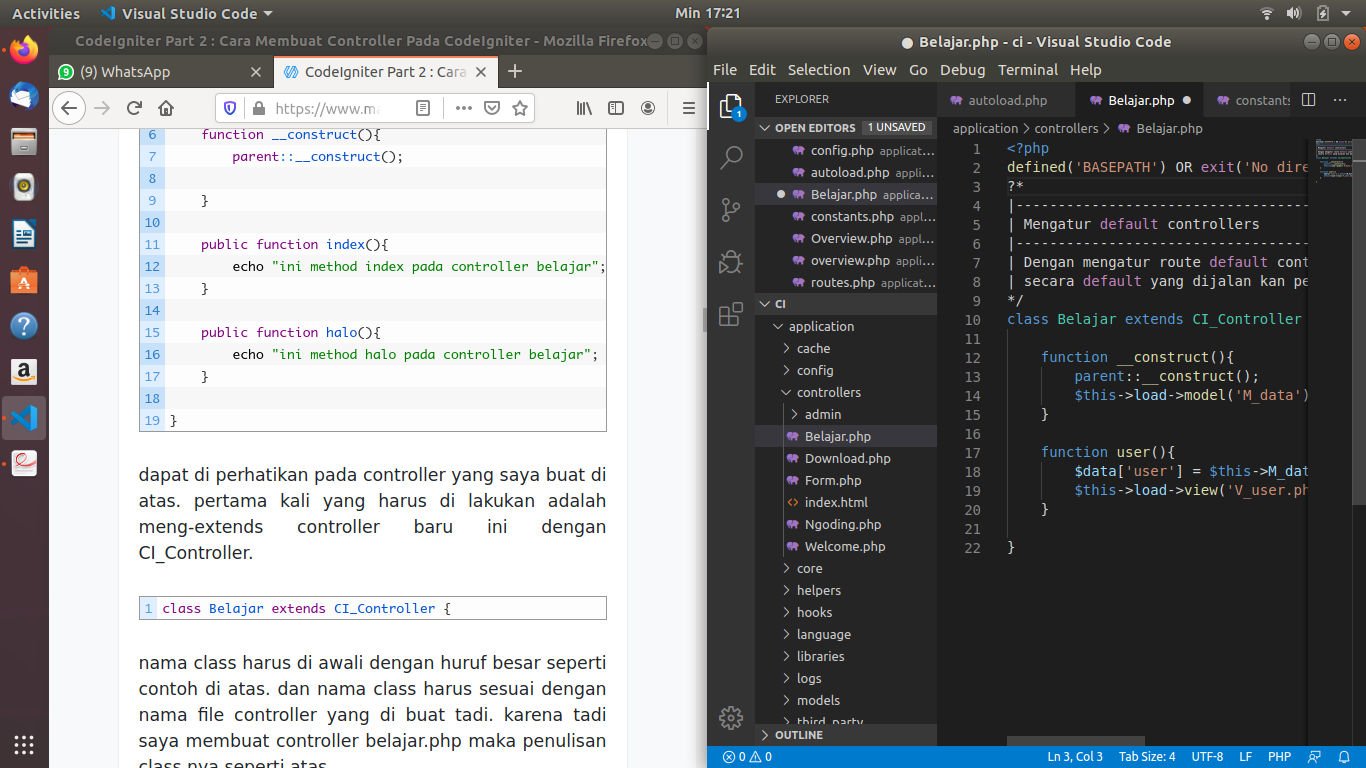 Activities
Visual Studio Code
Min 17:21
CodeIgniter Part 2 : Cara Membuat Controller Pada CodeIgniter - Mozilla Firefox
(9) WhatsApp
CodeIgniter Part 2 : Cara
https://www.ma
6 function __construct(){
7 parent::__construct();
8
9 }
10
11 public function index(){
12 echo "ini method index pada controller belajar";
13 }
14
15 public function halo(){
16 echo "ini method halo pada controller belajar";
17 }
18
19 }
dapat di perhatikan pada controller yang saya buat di
atas. pertama kali yang harus di lakukan adalah
meng-extends controller baru ini dengan
CI_Controller.
1 class Belajar extends CI_Controller {
nama class harus di awali dengan huruf besar seperti
contoh di atas. dan nama class harus sesuai dengan
nama file controller yang di buat tadi. karena tadi
saya membuat controller belajar.php maka penulisan
class nya seperti atas
● Belajar.php - ci - Visual Studio Code
File Edit Selection View Go Debug Terminal Help
1
EXPLORER
OPEN EDITORS 1 UNSAVED
config.php applicat...
autoload.php appli...
Belajar.php applica...
constants.php appl...
Overview.php appl...
overview.php appli...
routes.php applicat...
CI
application
cache
config
controllers
admin
Belajar.php
Download.php
Form.php
index.html
Ngoding.php
Welcome.php
core
helpers
hooks
language
libraries
logs
models
third_party
OUTLINE
autoload.php
Belajar.php
constants
application > controllers > Belajar.php
1 <?php
2 defined('BASEPATH') OR exit('No dire
3 ?*
4 |-----------------------------------
5 | Mengatur default controllers
6 |-----------------------------------
7 | Dengan mengatur route default cont
8 | secara default yang dijalan kan pe
9 */
10 class Belajar extends CI_Controller
11
12 function __construct(){
13 parent::__construct();
14 $this->load->model('M_data')
15 }
16
17 function user(){
18 $data['user'] = $this->M_dat
19 $this->load->view('V_user.ph
20 }
21
22 }
0 0
Ln 3, Col 3
Tab Size: 4
UTF-8
LF
PHP